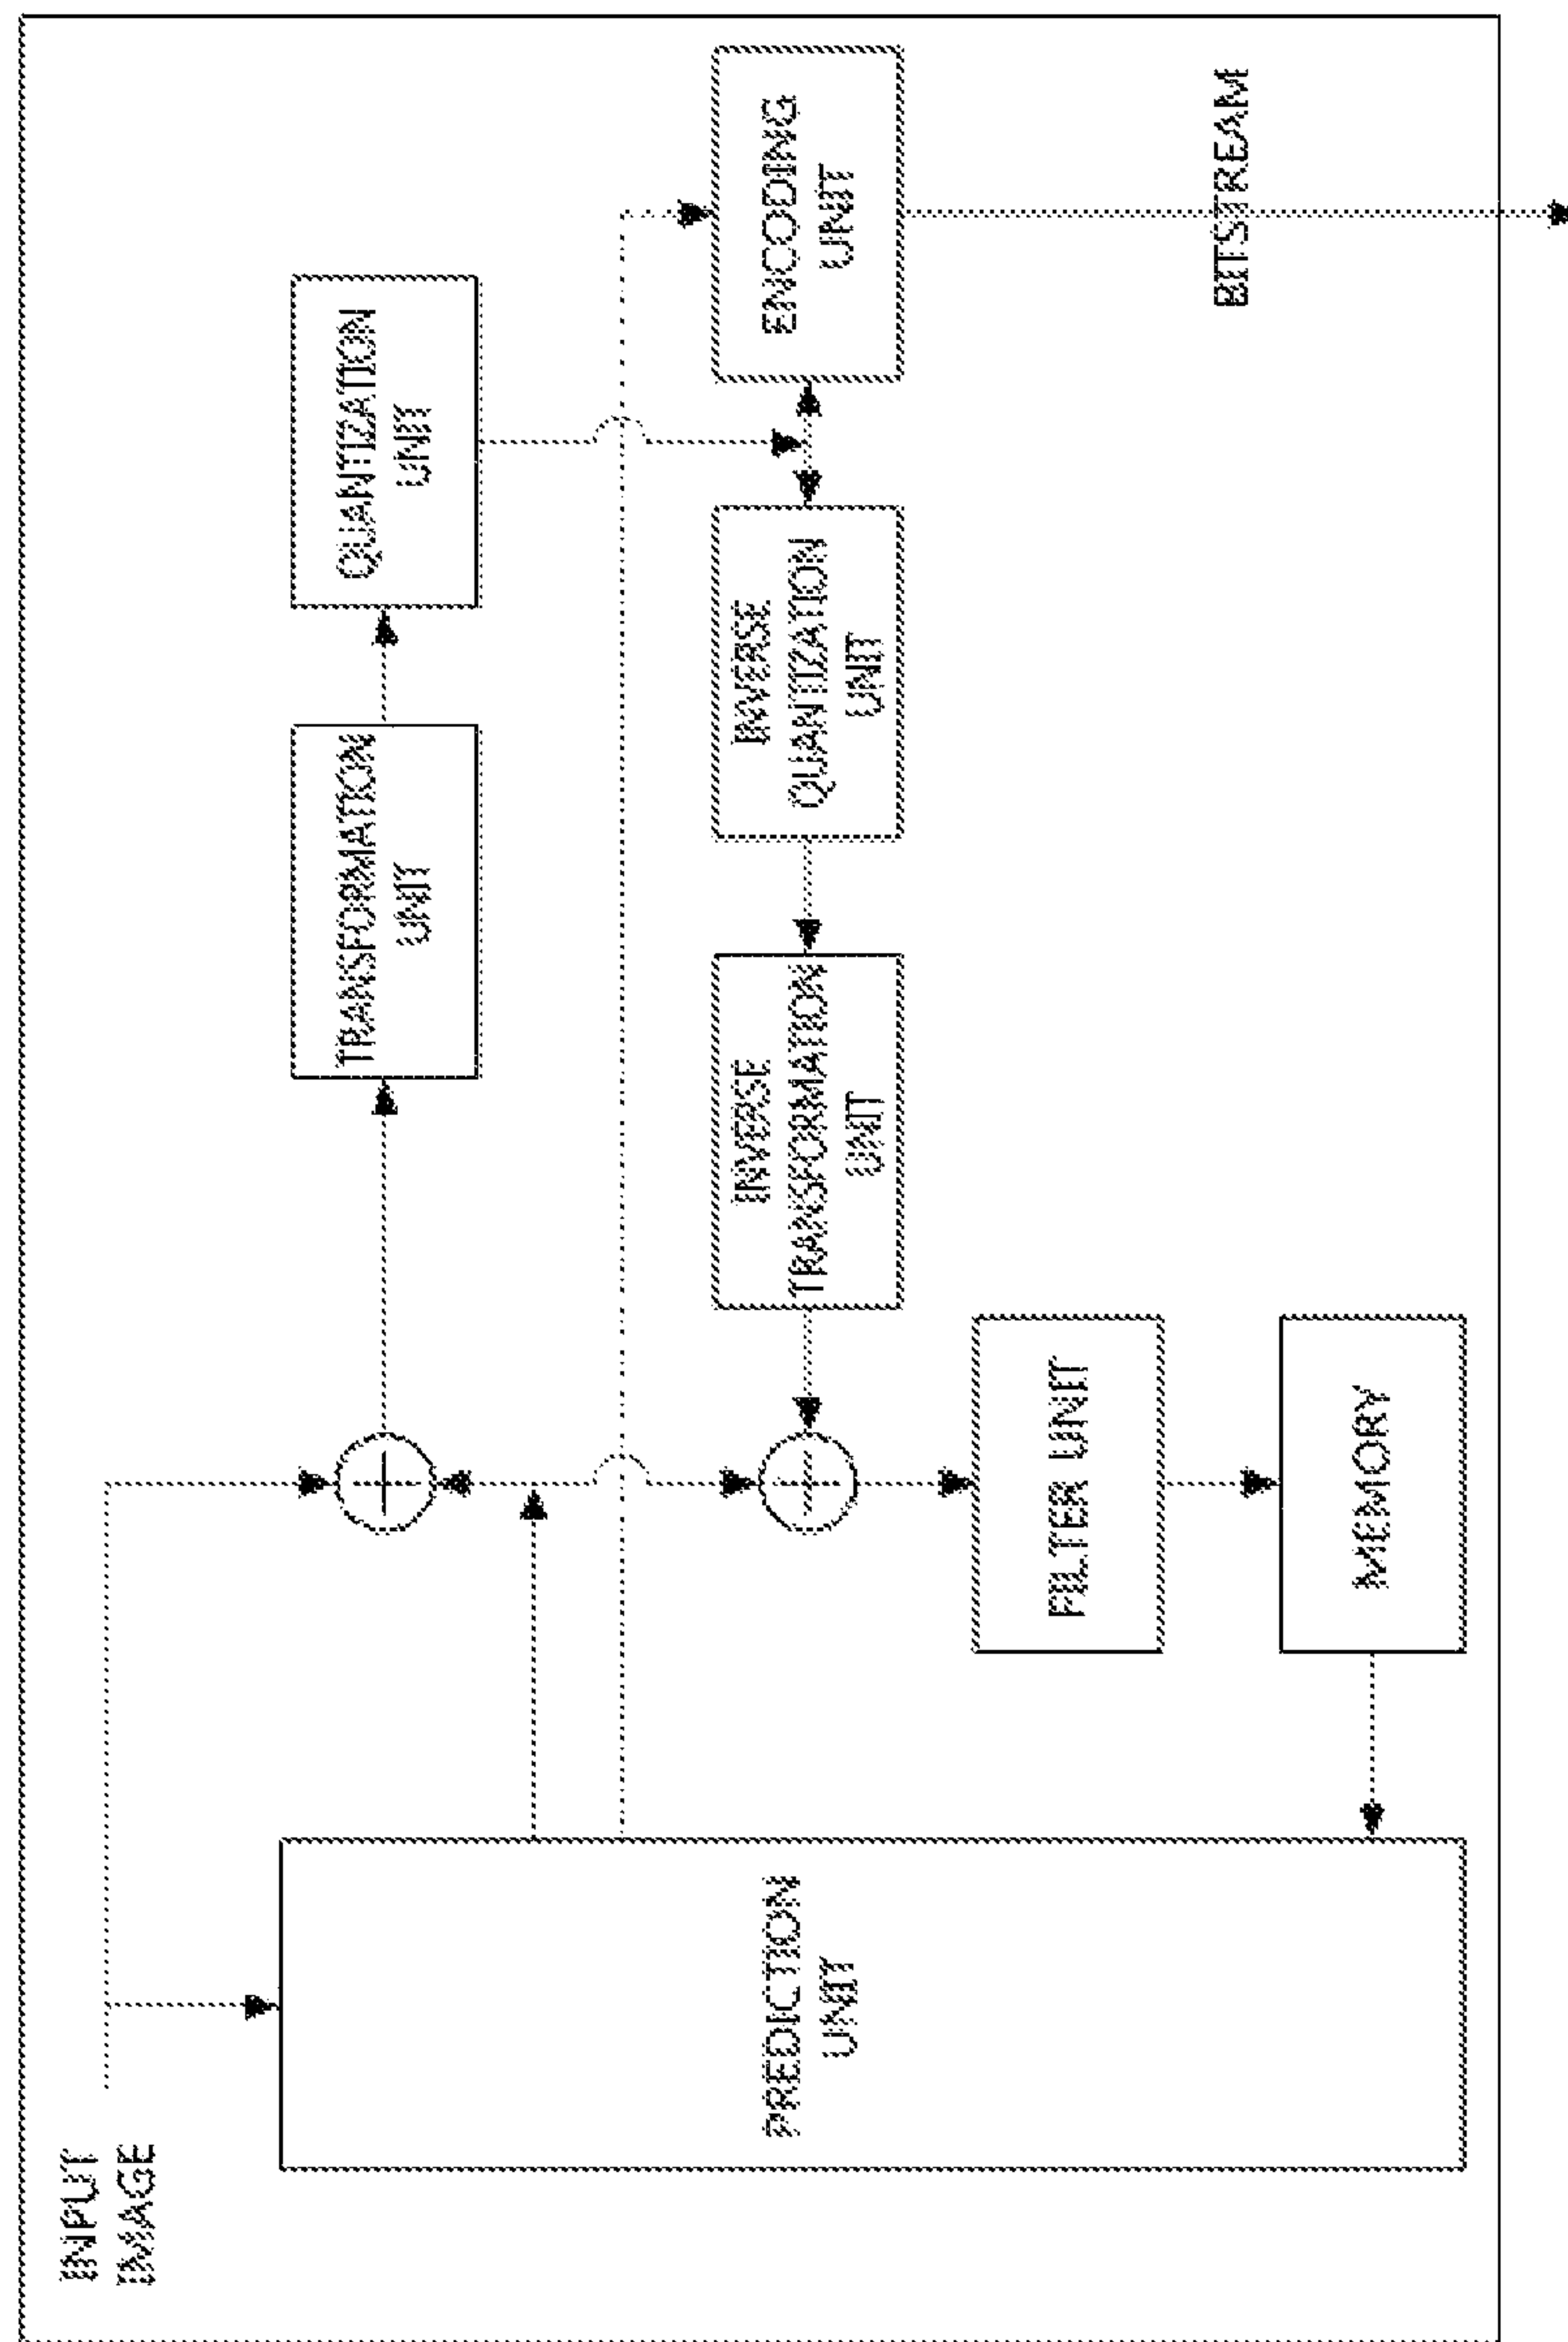 INPUT
IMAGE
TRANSFORMATION
UNIT
QUANTIZATION
UNIT
PREDICTION
UNIT
INVERSE
TRANSFORMATION
UNIT
INVERSE
QUANTIZATION
UNIT
ENCODING
UNIT
FILTER UNIT
MEMORY
BITSTREAM